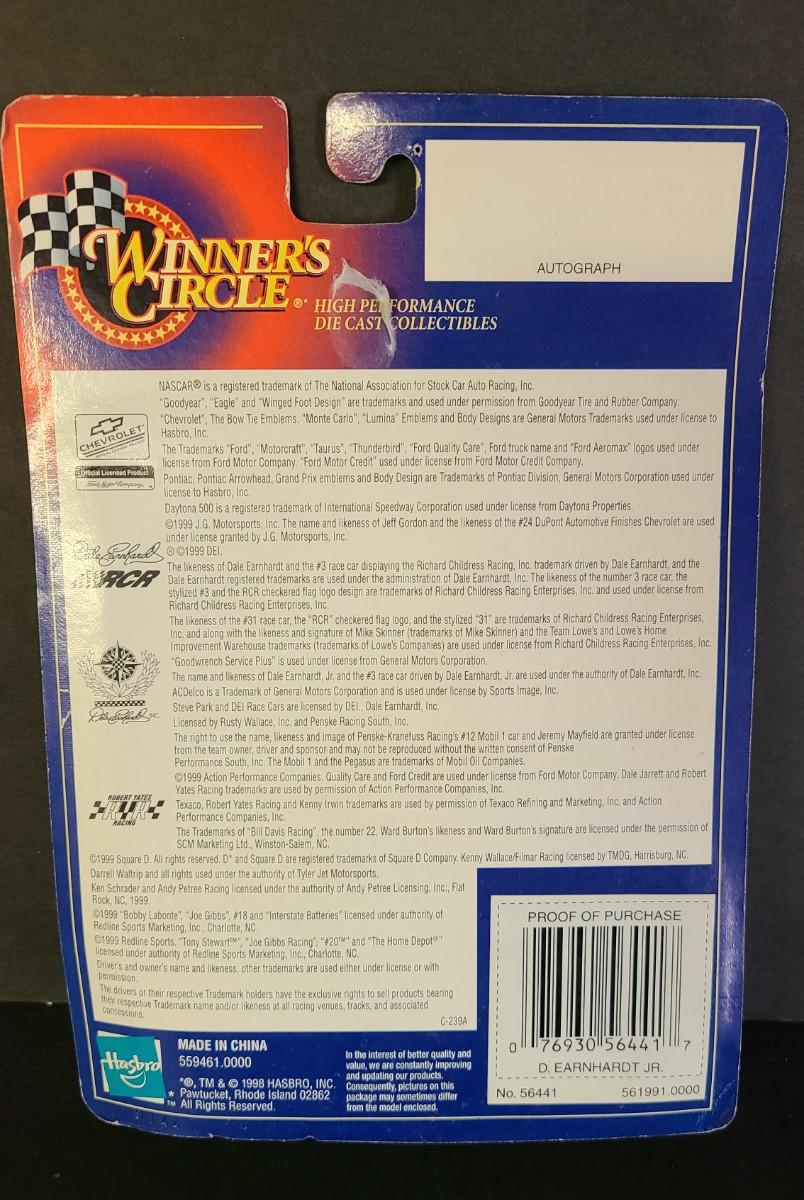 AUTOGRAPH
WINNER'S
CIRCLE ®*
HIGH PERFORMANCE
DIE CAST COLLECTIBLES
NASCAR® is a registered trademark of The National Association for Stock Car Auto Racing, Inc.
"Goodyear", "Eagle" and "Winged Foot Design" are trademarks and used under permission from Goodyear Tire and Rubber Company.
"Chevrolet", The Bow Tie Emblems, "Monte Carlo", "Lumina" Emblems and Body Designs are General Motors Trademarks used under license to
Hasbro, Inc.
CHEVROLET
The Trademarks "Ford", "Motorcraft", "Taurus", "Thunderbird", "Ford Quality Care", Ford truck name and "Ford Aeromax" logos used under
license from Ford Motor Company. "Ford Motor Credit" used under license from Ford Motor Credit Company.
Official Licensed Product
Ford Motor Company
Pontiac, Pontiac Arrowhead, Grand Prix emblems and Body Design are Trademarks of Pontiac Division, General Motors Corporation used under
license to Hasbro, Inc.
Daytona 500 is a registered trademark of International Speedway Corporation used under license from Daytona Properties.
©1999 J.G. Motorsports, Inc. The name and likeness of Jeff Gordon and the likeness of the #24 DuPont Automotive Finishes Chevrolet are used
under license granted by J.G. Motorsports, Inc.
Dale Earnhardt ® ©1999 DEI.
The likeness of Dale Earnhardt and the #3 race car displaying the Richard Childress Racing, Inc. trademark driven by Dale Earnhardt, and the
Dale Earnhardt registered trademarks are used under the administration of Dale Earnhardt, Inc. The likeness of the number 3 race car, the
stylized #3 and the RCR checkered flag logo design are trademarks of Richard Childress Racing Enterprises, Inc. and used under license from
Richard Childress Racing Enterprises, Inc.
RCR
The likeness of the #31 race car, the "RCR" checkered flag logo, and the stylized "31" are trademarks of Richard Childress Racing Enterprises,
Inc. and along with the likeness and signature of Mike Skinner (trademarks of Mike Skinner) and the Team Lowe's and Lowe's Home
Improvement Warehouse trademarks (trademarks of Lowe's Companies) are used under license from Richard Childress Racing Enterprises, Inc.
"Goodwrench Service Plus" is used under license from General Motors Corporation.
The name and likeness of Dale Earnhardt, Jr. and the #3 race car driven by Dale Earnhardt, Jr. are used under the authority of Dale Earnhardt, Inc.
ACDelco is a Trademark of General Motors Corporation and is used under license by Sports Image, Inc.
Steve Park and DEI Race Cars are licensed by DEI., Dale Earnhardt, Inc.
Dale Earnhardt INC.
Licensed by Rusty Wallace, Inc. and Penske Racing South, Inc.
The right to use the name, likeness and image of Penske-Kranefuss Racing's #12 Mobil 1 car and Jeremy Mayfield are granted under license
from the team owner, driver and sponsor and may not be reproduced without the written consent of Penske
Performance South, Inc. The Mobil 1 and the Pegasus are trademarks of Mobil Oil Companies.
©1999 Action Performance Companies. Quality Care and Ford Credit are used under license from Ford Motor Company. Dale Jarrett and Robert
Yates Racing trademarks are used by permission of Action Performance Companies, Inc.
ROBERT YATES
RYR
RACING
Texaco, Robert Yates Racing and Kenny Irwin trademarks are used by permission of Texaco Refining and Marketing, Inc. and Action
Performance Companies, Inc.
The Trademarks of "Bill Davis Racing", the number 22, Ward Burton's likeness and Ward Burton's signature are licensed under the permission of
SCM Marketing Ltd., Winston-Salem, NC.
©1999 Square D. All rights reserved. D* and Square D are registered trademarks of Square D Company. Kenny Wallace/Filmar Racing licensed by TMDG, Harrisburg, NC.
Darrell Waltrip and all rights used under the authority of Tyler Jet Motorsports.
Ken Schrader and Andy Petree Racing licensed under the authority of Andy Petree Licensing, Inc., Flat
Rock, NC, 1999.
©1999 "Bobby Labonte", "Joe Gibbs", #18 and "Interstate Batteries" licensed under authority of
Redline Sports Marketing, Inc., Charlotte, NC.
©1999 Redline Sports. "Tony Stewart™", "Joe Gibbs Racing"; "#20™" and "The Home Depot®"
licensed under authority of Redline Sports Marketing, Inc., Charlotte, NC.
Driver's and owner's name and likeness, other trademarks are used either under license or with
permission.
The drivers or their respective Trademark holders have the exclusive rights to sell products bearing
their respective Trademark name and/or likeness at all racing venues, tracks, and associated
concessions.
C-239A
PROOF OF PURCHASE
0 76930 56441 7
D. EARNHARDT JR.
No. 56441 561991.0000
Hasbro
MADE IN CHINA
559461.0000
*®, TM & © 1998 HASBRO, INC.
* Pawtucket, Rhode Island 02862
TM All Rights Reserved.
In the interest of better quality and
value, we are constantly improving
and updating our products.
Consequently, pictures on this
package may sometimes differ
from the model enclosed.